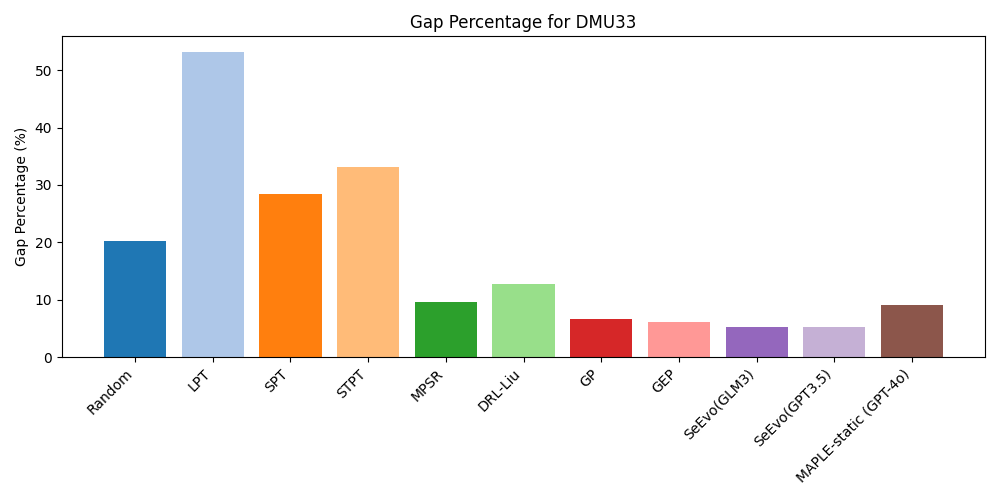 Gap Percentage for DMU33
Gap Percentage (%)
50
40
30
20
10
0
Random
LPT
SPT
STPT
MPSR
DRL-Liu
GP
GEP
SeEvo(GLM3)
SeEvo(GPT3.5)
MAPLE-static (GPT-4o)